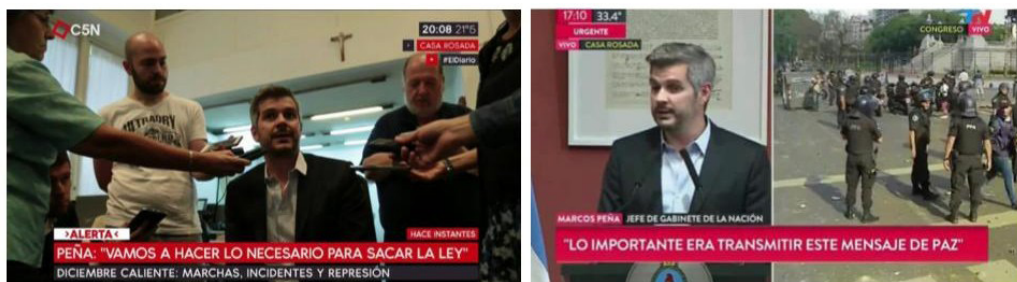 C5N
20:08 21°5
CASA ROSADA
#ElDiario
ULTRADRY
ALERTA
HACE INSTANTES
PEÑA: "VAMOS A HACER LO NECESARIO PARA SACAR LA LEY"
DICIEMBRE CALIENTE: MARCHAS, INCIDENTES Y REPRESIÓN
17:10 33.4°
URGENTE
VIVO CASA ROSADA
TN
CONGRESO VIVO
PFA
MARCOS PEÑA JEFE DE GABINETE DE LA NACIÓN
"LO IMPORTANTE ERA TRANSMITIR ESTE MENSAJE DE PAZ"